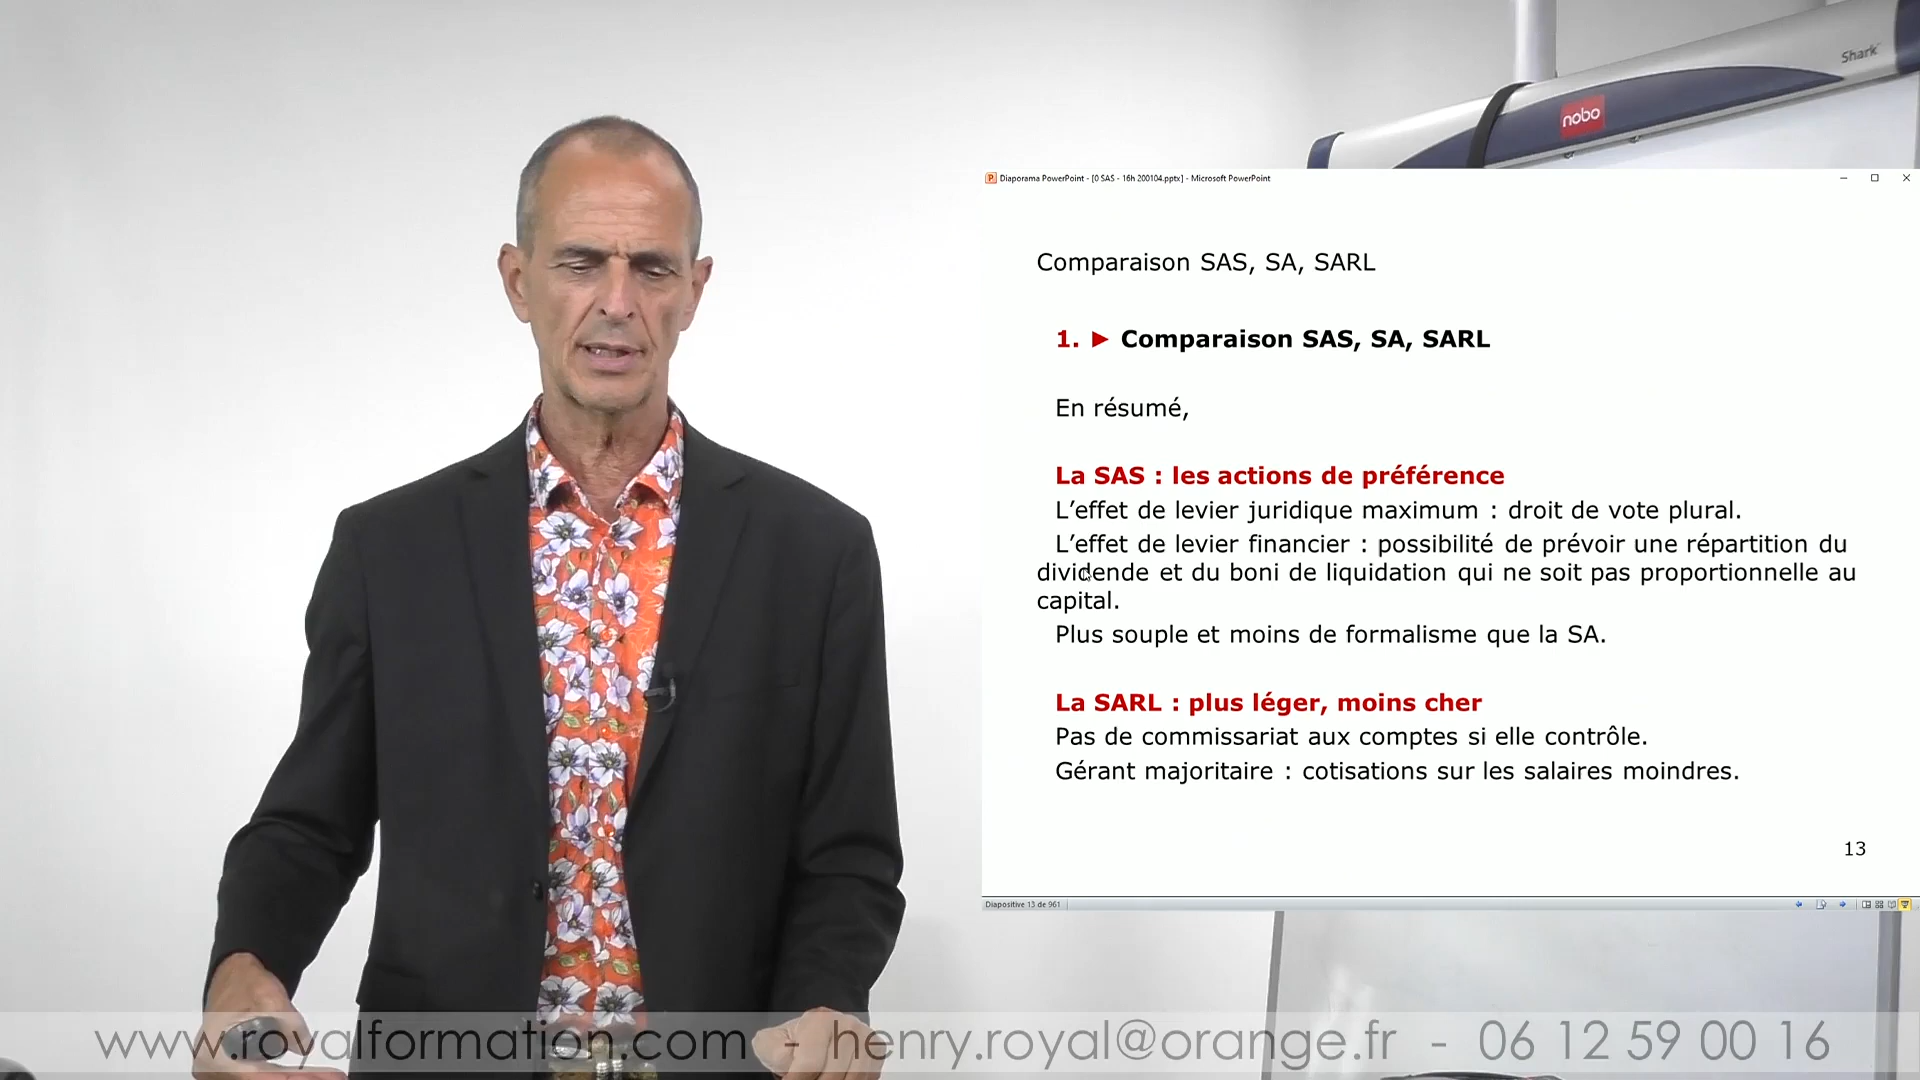 Shark
nobo
Diaporama PowerPoint - [0 SAS - 16h 200104.pptx] - Microsoft PowerPoint
Comparaison SAS, SA, SARL
1. ► Comparaison SAS, SA, SARL
En résumé,
La SAS : les actions de préférence
L’effet de levier juridique maximum : droit de vote plural.
L’effet de levier financier : possibilité de prévoir une répartition du
dividende et du boni de liquidation qui ne soit pas proportionnelle au
capital.
Plus souple et moins de formalisme que la SA.
La SARL : plus léger, moins cher
Pas de commissariat aux comptes si elle contrôle.
Gérant majoritaire : cotisations sur les salaires moindres.
13
Diapositive 13 de 961
www.royalformation.com - henry.royal@orange.fr - 06 12 59 00 16